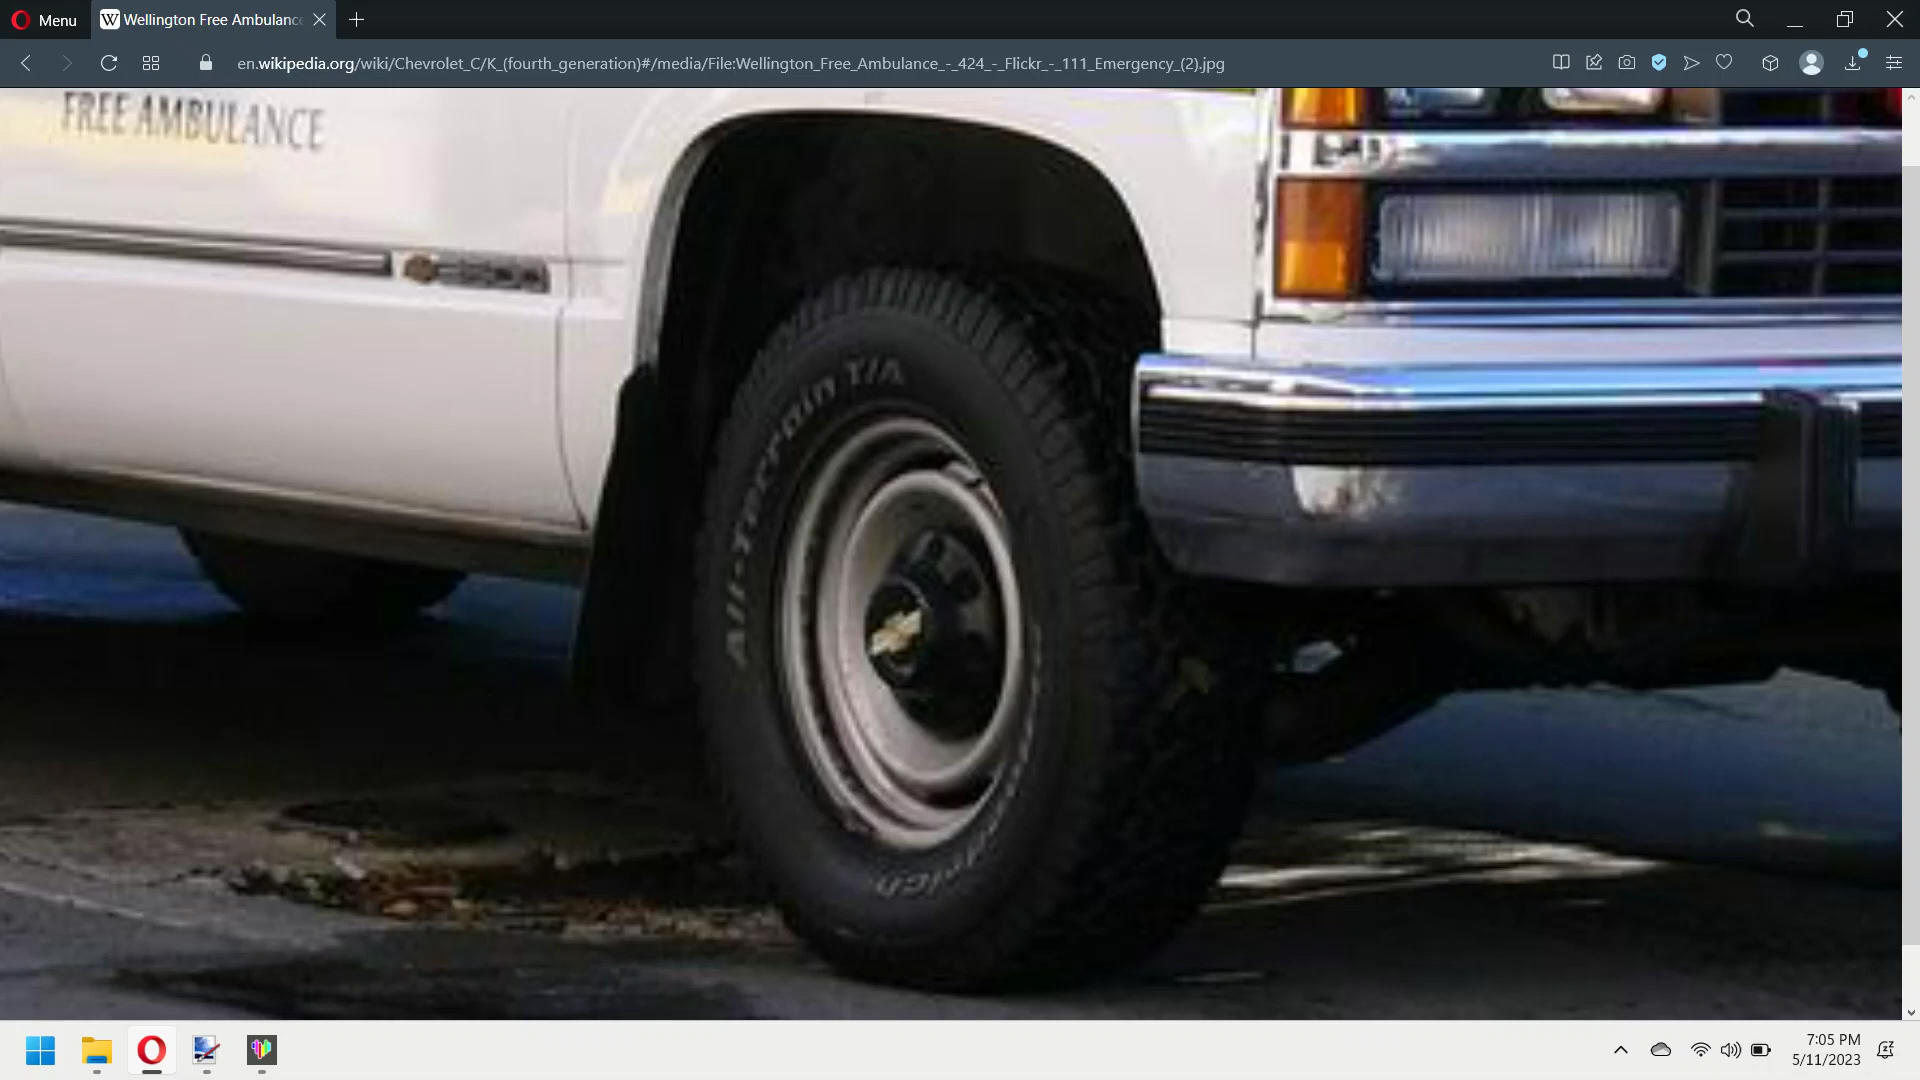 Menu
Wellington Free Ambulance
en.wikipedia.org/wiki/Chevrolet_C/K_(fourth_generation)#/media/File:Wellington_Free_Ambulance_-_424_-_Flickr_-_111_Emergency_(2).jpg
FREE AMBULANCE
All-Terrain T/A
7:05 PM
5/11/2023